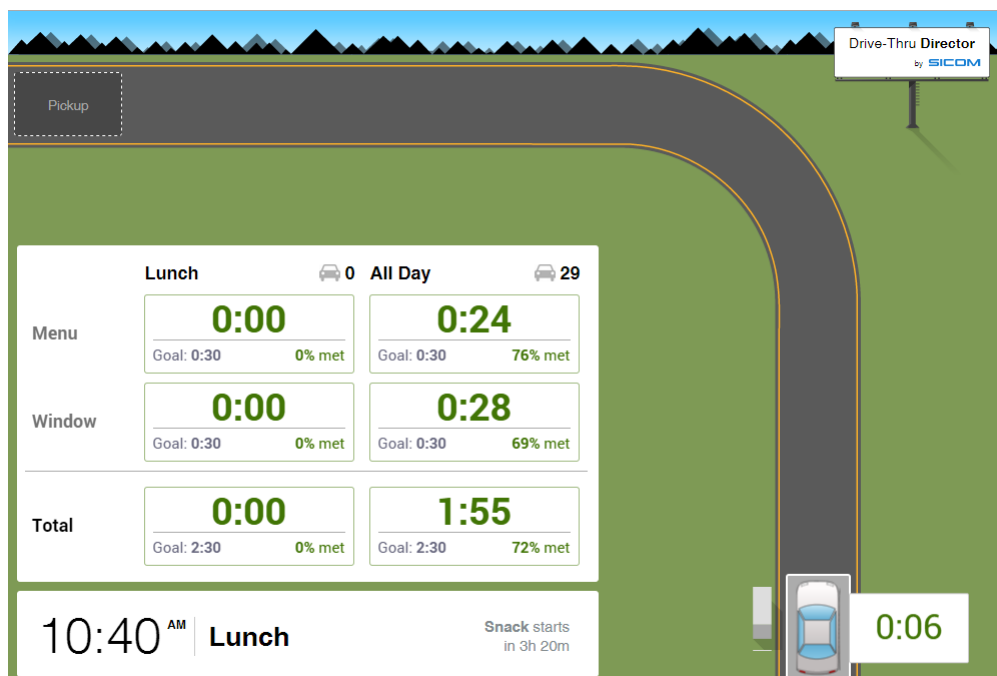 Drive-Thru Director
by SICOM
Pickup
Lunch 0 All Day 29
Menu
0:00
Goal: 0:30 0% met
0:24
Goal: 0:30 76% met
Window
0:00
Goal: 0:30 0% met
0:28
Goal: 0:30 69% met
Total
0:00
Goal: 2:30 0% met
1:55
Goal: 2:30 72% met
10:40 AM Lunch
Snack starts
in 3h 20m
0:06